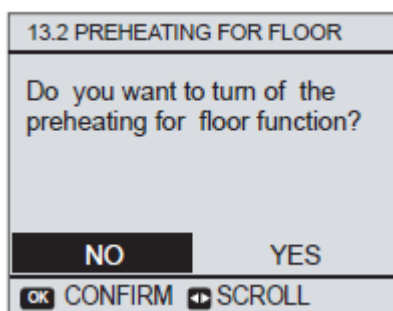 13.2 PREHEATING FOR FLOOR
Do you want to turn of the
preheating for floor function?
NO YES
OK CONFIRM SCROLL